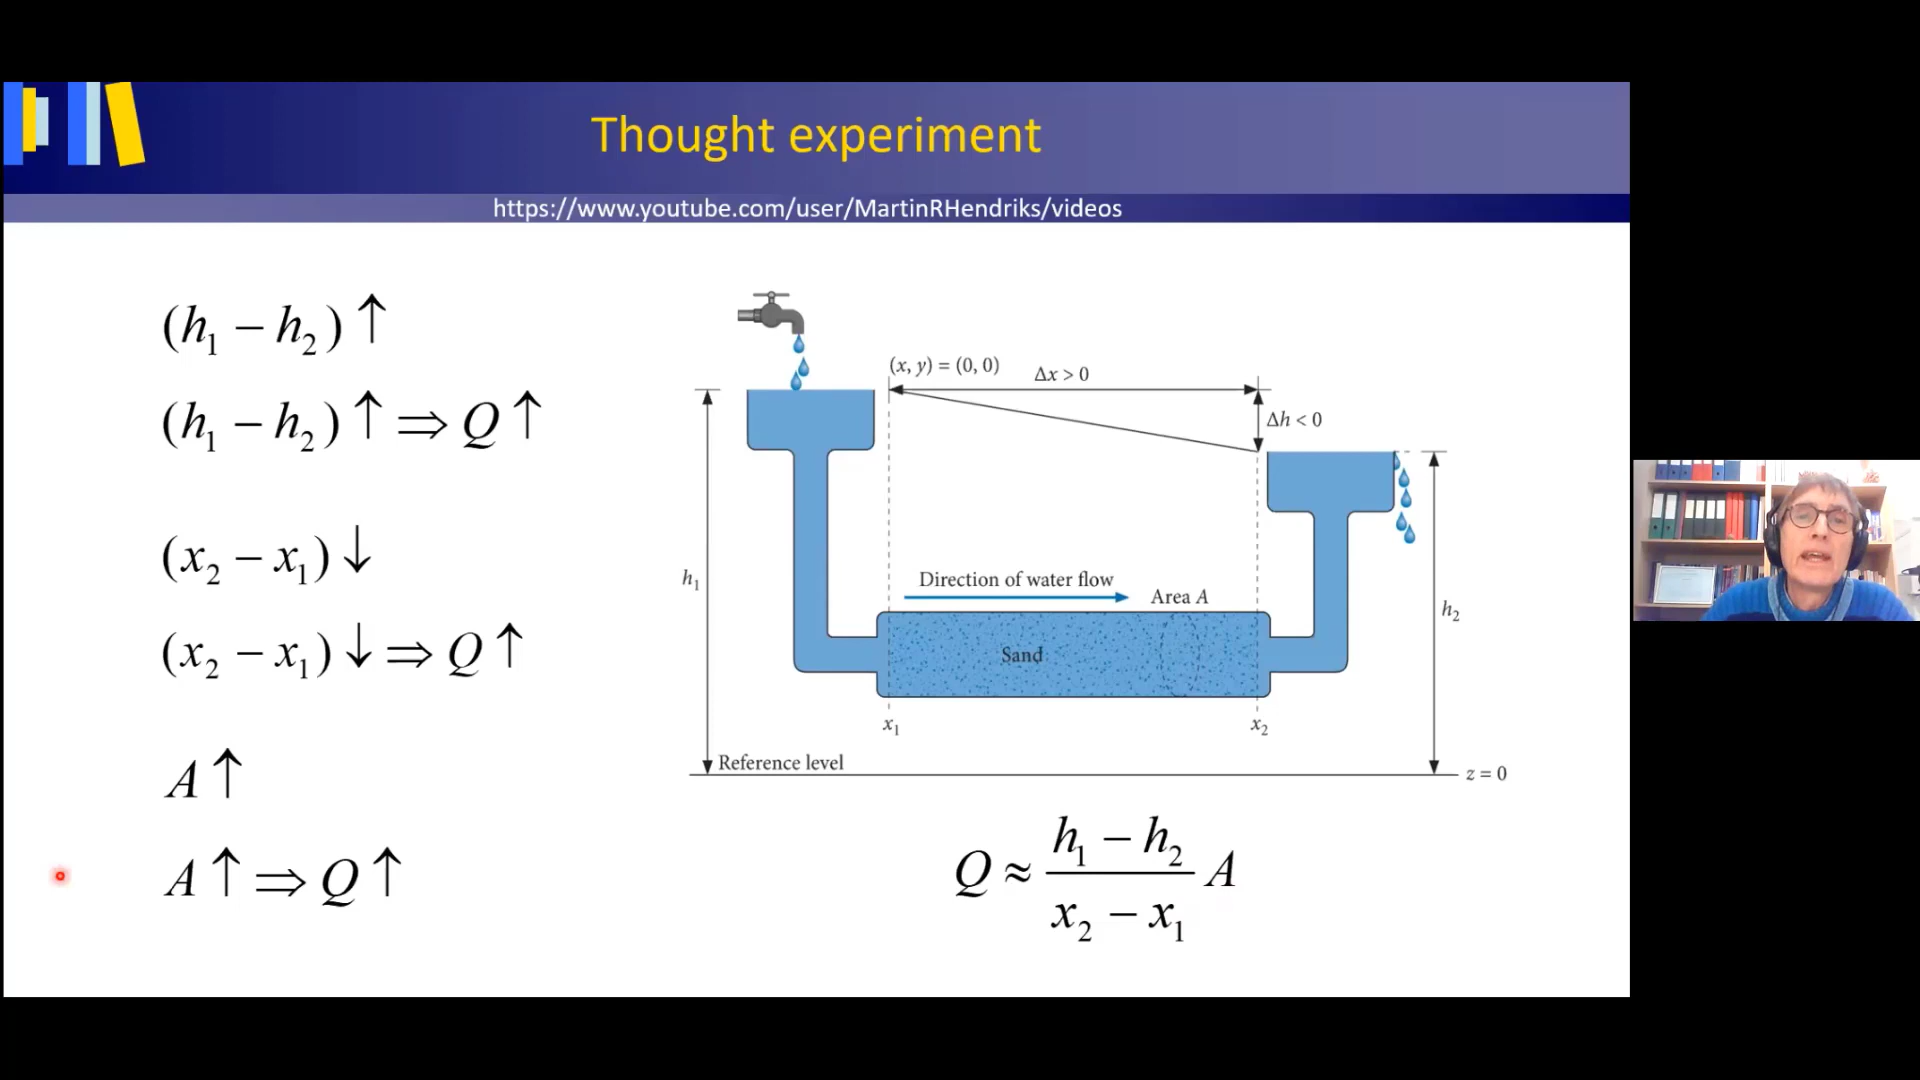 Thought experiment
https://www.youtube.com/user/MartinRHendriks/videos
(h₁ − h₂) ↑
(h₁ − h₂) ↑ ⇒ Q ↑
(x₂ − x₁) ↓
(x₂ − x₁) ↓ ⇒ Q ↑
A ↑
A ↑ ⇒ Q ↑
(x, y) = (0, 0)
Δx > 0
Δh < 0
h₁
Direction of water flow
Area A
h₂
Sand
x₁
x₂
Reference level
z = 0
Q ≈ (h₁ − h₂)/(x₂ − x₁) A